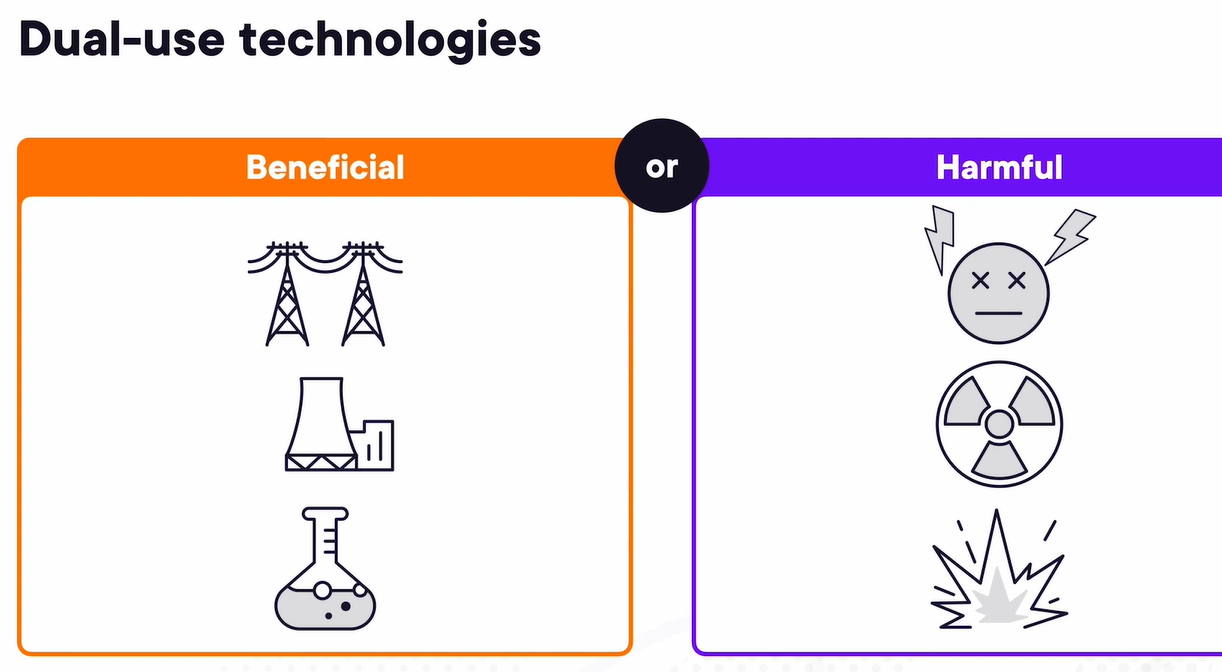 Dual-use technologies
Beneficial
or
Harmful